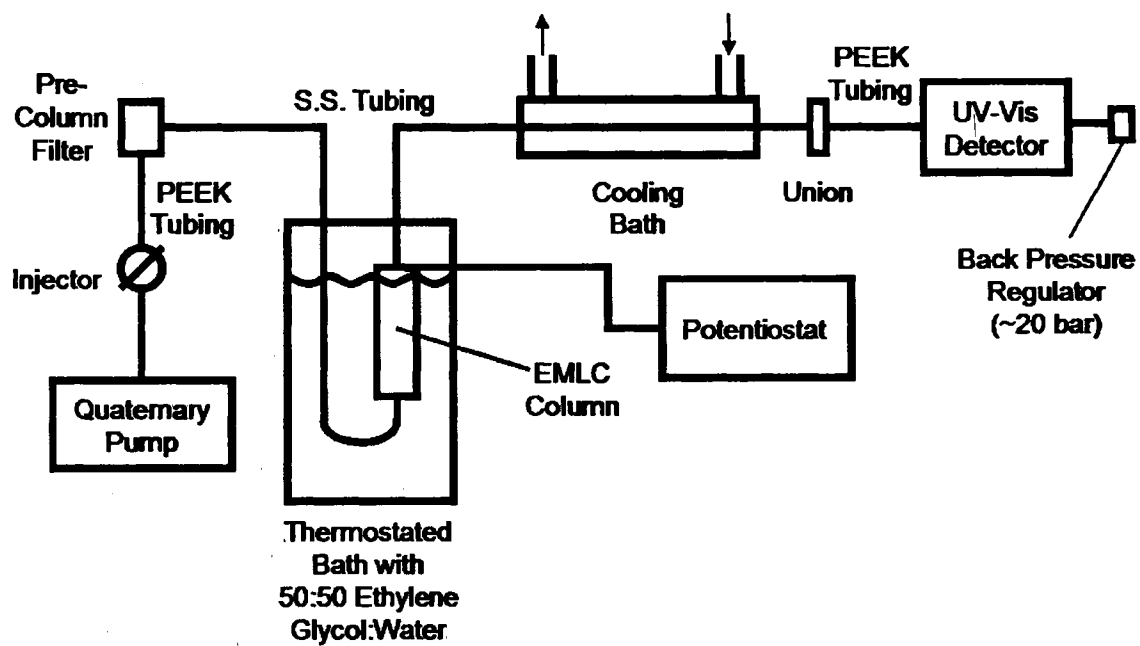 Pre-
Column
Filter
S.S. Tubing
PEEK
Tubing
UV-Vis
Detector
PEEK
Tubing
Cooling
Bath
Union
Injector
Back Pressure
Regulator
(~20 bar)
Potentiostat
EMLC
Column
Quaternary
Pump
Thermostated
Bath with
50:50 Ethylene
Glycol:Water